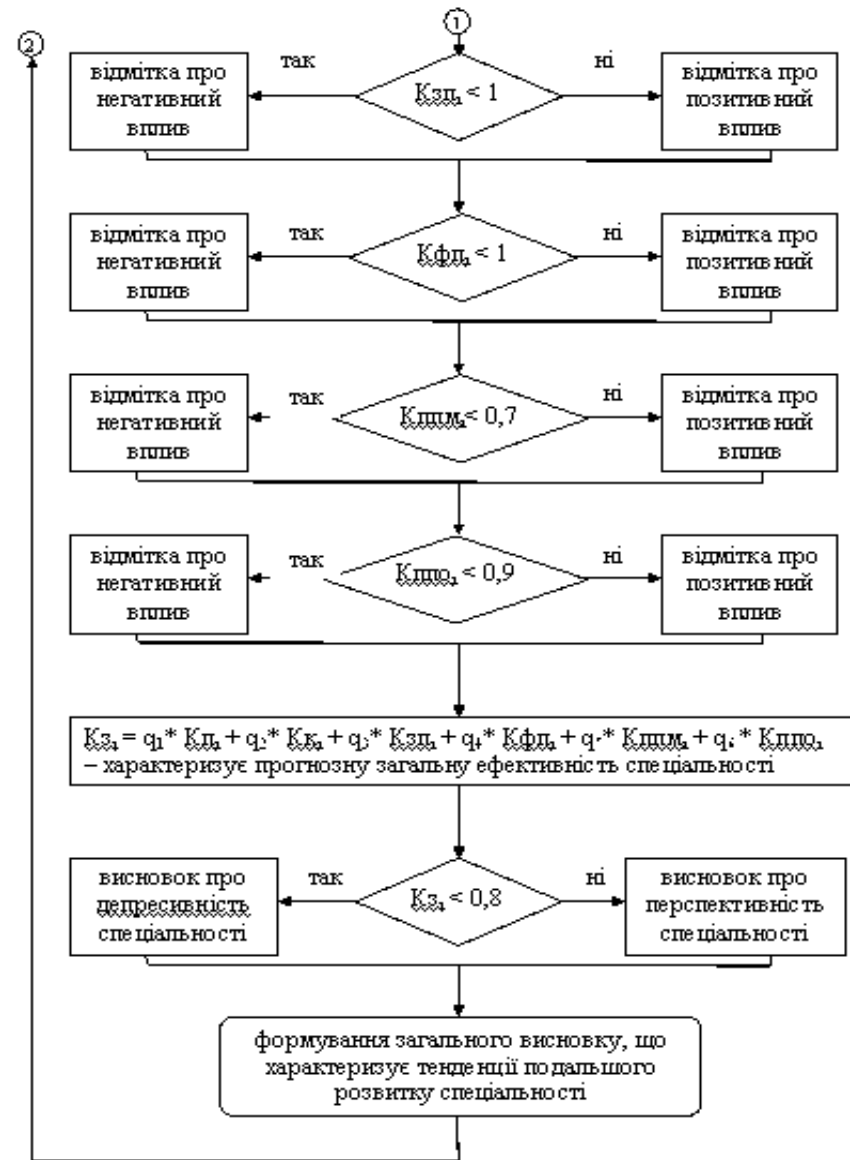 1
2
так
ні
відмітка про
негативний
вплив
Кзп₁ < 1
відмітка про
позитивний
вплив
відмітка про
негативний
вплив
так
Кфп₁ < 1
ні
відмітка про
позитивний
вплив
відмітка про
негативний
вплив
так
Кппм₁ < 0,7
ні
відмітка про
позитивний
вплив
відмітка про
негативний
вплив
так
Кппо₁ < 0,9
ні
відмітка про
позитивний
вплив
Кз₁ = q₁* Кп₁ + q₂* Кк₁ + q₃* Кзп₁ + q₄* Кфп₁ + q₅* Кппм₁ + q₆* Кппо₁
– характеризує прогнозну загальну ефективність спеціальності
висновок про
депресивність
спеціальності
так
Кз₁ < 0,8
ні
висновок про
перспективність
спеціальності
формування загального висновку, що
характеризує тенденції подальшого
розвитку спеціальності